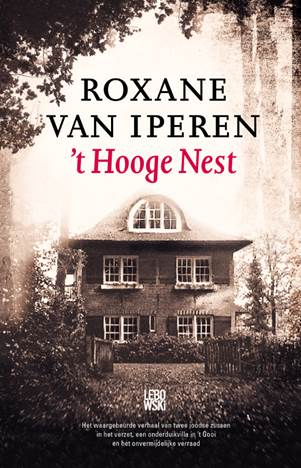 ROXANE
VAN IPEREN
't Hooge Nest
LEBO
WSKI
Het waargebeurde verhaal van twee joodse zussen
in het verzet, een onderduikvilla in 't Gooi
en het onvermijdelijke verraad